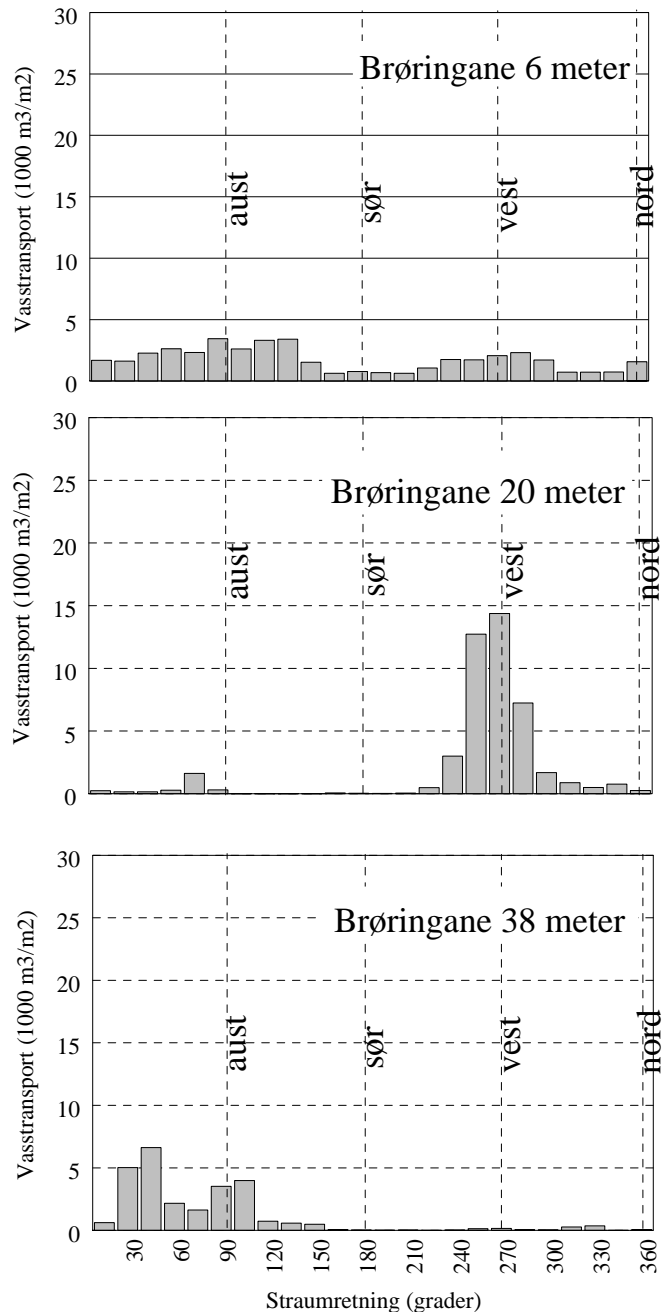 Brøringane 6 meter
Vasstransport (1000 m3/m2)
30
25
20
15
10
5
0
aust
sør
vest
nord
Brøringane 20 meter
Vasstransport (1000 m3/m2)
30
25
20
15
10
5
0
aust
sør
vest
nord
Brøringane 38 meter
Vasstransport (1000 m3/m2)
30
25
20
15
10
5
0
aust
sør
vest
nord
30 60 90 120 150 180 210 240 270 300 330 360
Straumretning (grader)